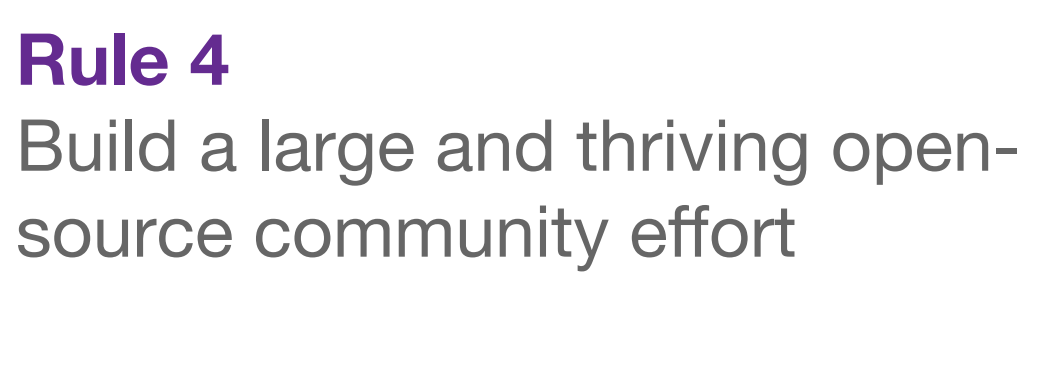 Rule 4
Build a large and thriving open-
source community effort